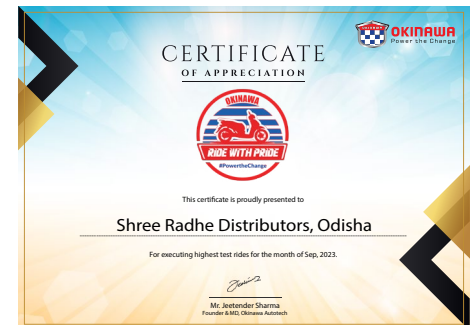 OKINAWA
Power the Change
CERTIFICATE
OF APPRECIATION
OKINAWA
RIDE WITH PRIDE
#PowertheChange
This certificate is proudly presented to
Shree Radhe Distributors, Odisha
For executing highest test rides for the month of Sep, 2023.
Mr. Jeetender Sharma
Founder & MD, Okinawa Autotech